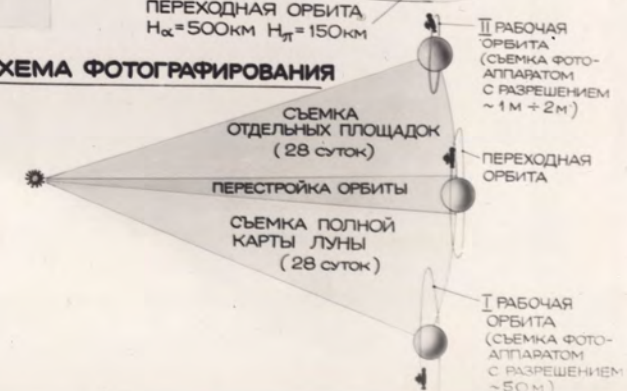 ПЕРЕХОДНАЯ ОРБИТА
Hα=500км Hπ=150км
ХЕМА ФОТОГРАФИРОВАНИЯ
II РАБОЧАЯ
ОРБИТА
(СЪЕМКА ФОТО-
АППАРАТОМ
С РАЗРЕШЕНИЕМ
~1м÷2м)
СЪЕМКА
ОТДЕЛЬНЫХ ПЛОЩАДОК
(28 суток)
ПЕРЕХОДНАЯ
ОРБИТА
ПЕРЕСТРОЙКА ОРБИТЫ
СЪЕМКА ПОЛНОЙ
КАРТЫ ЛУНЫ
(28 суток)
I РАБОЧАЯ
ОРБИТА
(СЪЕМКА ФОТО-
АППАРАТОМ
С РАЗРЕШЕНИЕМ
~50м)